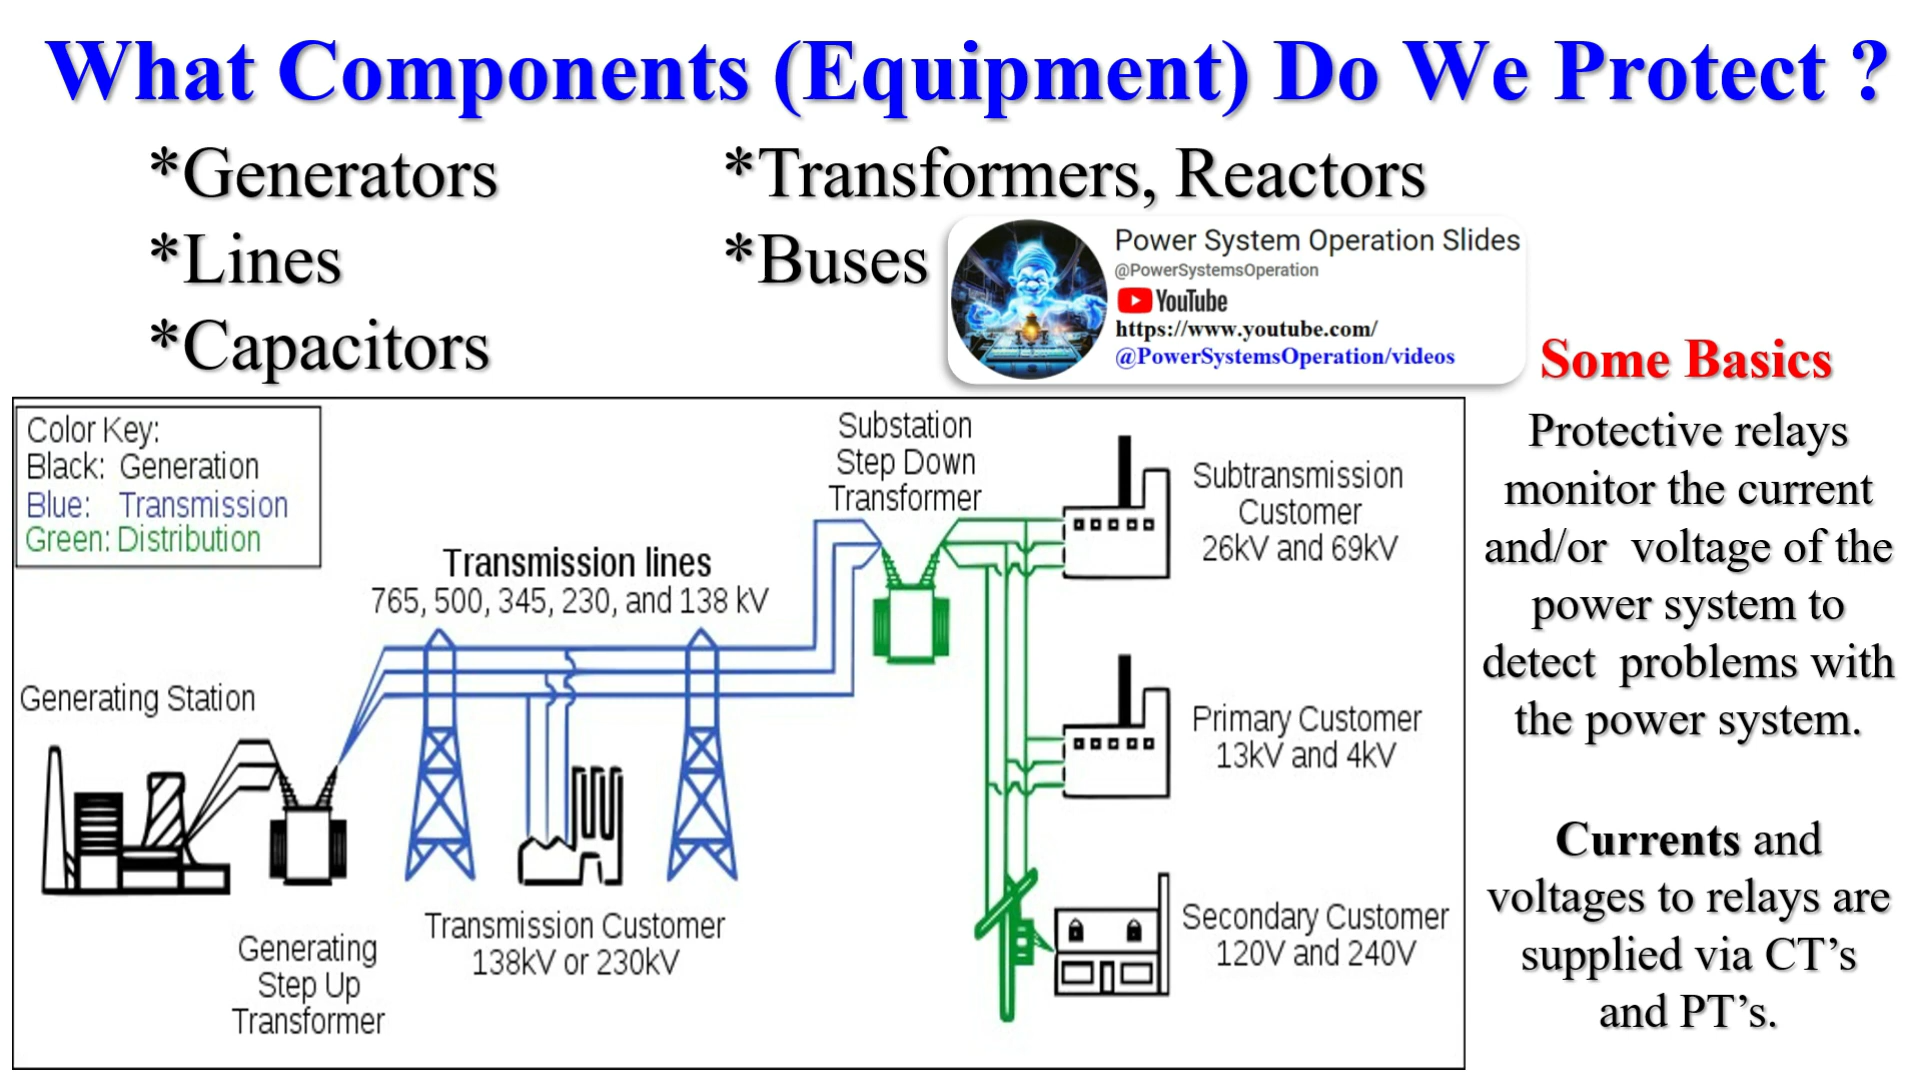 What Components (Equipment) Do We Protect ?
*Generators
*Transformers, Reactors
*Lines
*Buses
*Capacitors
Power System Operation Slides
@PowerSystemsOperation
YouTube
https://www.youtube.com/
@PowerSystemsOperation/videos
Some Basics
Protective relays
monitor the current
and/or voltage of the
power system to
detect problems with
the power system.
Currents and
voltages to relays are
supplied via CT’s
and PT’s.
Color Key:
Black: Generation
Blue: Transmission
Green: Distribution
Substation
Step Down
Transformer
Subtransmission
Customer
26kV and 69kV
Transmission lines
765, 500, 345, 230, and 138 kV
Generating Station
Primary Customer
13kV and 4kV
Transmission Customer
138kV or 230kV
Generating
Step Up
Transformer
Secondary Customer
120V and 240V